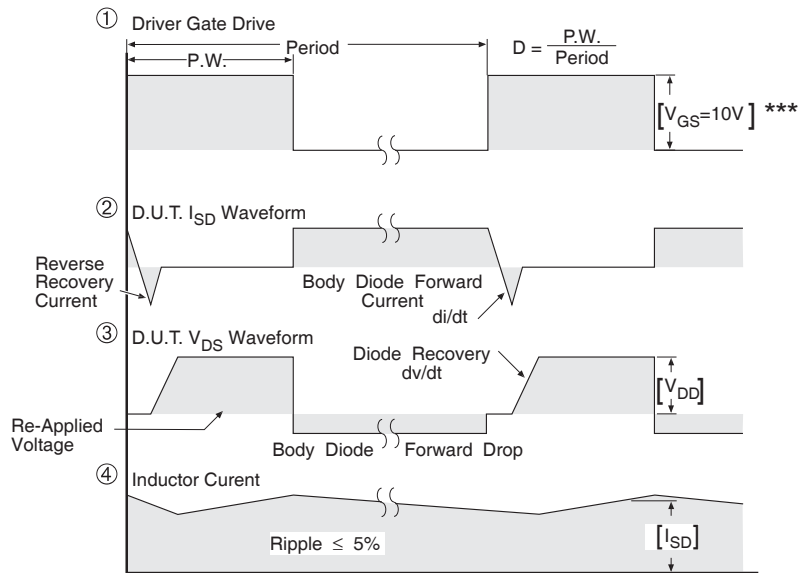 ① Driver Gate Drive
P.W.
Period
D = P.W.
Period
[VGS=10V] ***
② D.U.T. ISD Waveform
Reverse
Recovery
Current
Body Diode Forward
Current
di/dt
③ D.U.T. VDS Waveform
Diode Recovery
dv/dt
[VDD]
Re-Applied
Voltage
Body Diode Forward Drop
④ Inductor Curent
Ripple ≤ 5%
[ISD]